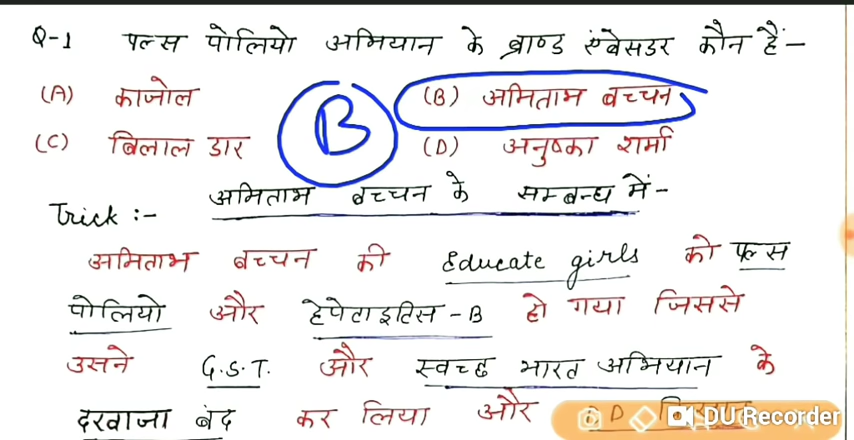 Q-1 पल्स पोलियो अभियान के ब्राण्ड एंबेसडर कौन हैं-
(A) काजोल (B) अमिताभ बच्चन
(C) बिलाल डार (D) अनुष्का शर्मा
B
Trick :- अमिताभ बच्चन के सम्बन्ध में-
अमिताभ बच्चन की Educate girls को पल्स
पोलियो और हेपेटाइटिस-B हो गया जिससे
उसने G.S.T. और स्वच्छ भारत अभियान के
दरवाजा बंद कर लिया और D
DU Recorder